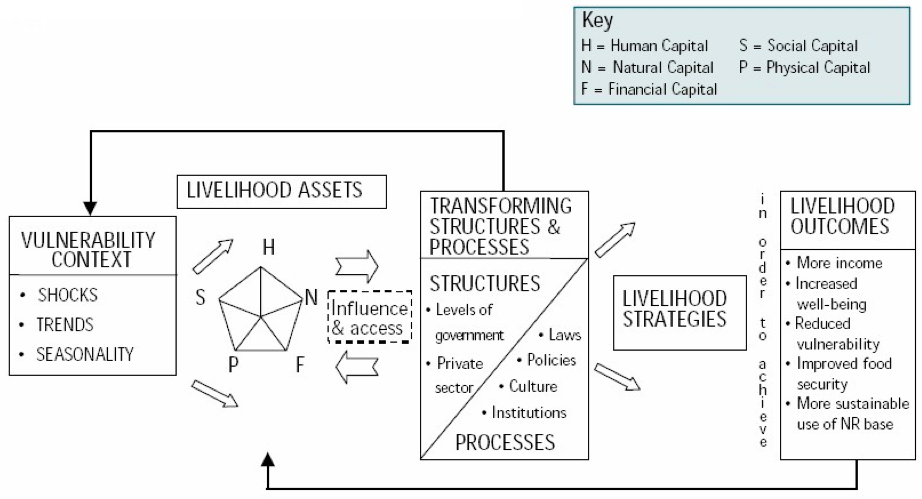 Key
H = Human Capital S = Social Capital
N = Natural Capital P = Physical Capital
F = Financial Capital
LIVELIHOOD ASSETS
VULNERABILITY
CONTEXT
• SHOCKS
• TRENDS
• SEASONALITY
H
S
N
P
F
Influence
& access
TRANSFORMING
STRUCTURES &
PROCESSES
STRUCTURES
• Levels of
government
• Private
sector
• Laws
• Policies
• Culture
• Institutions
PROCESSES
LIVELIHOOD
STRATEGIES
in order to achieve
LIVELIHOOD
OUTCOMES
• More income
• Increased
well-being
• Reduced
vulnerability
• Improved food
security
• More sustainable
use of NR base